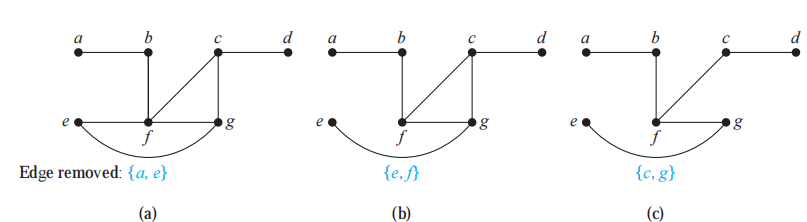 a b c d a b c d a b c d
e f g e f g e f g
Edge removed: {a, e} {e, f} {c, g}
(a) (b) (c)